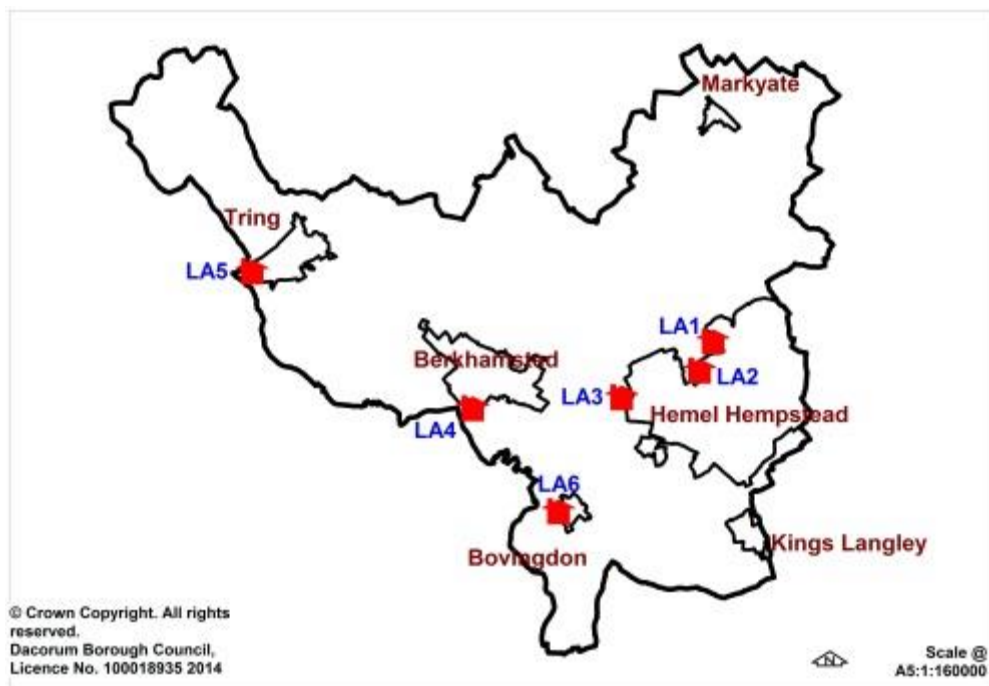 Markyate
Tring
LA5
LA1
LA2
Berkhamsted
LA3
Hemel Hempstead
LA4
LA6
Kings Langley
Bovingdon
© Crown Copyright. All rights
reserved.
Dacorum Borough Council,
Licence No. 100018935 2014
N
Scale @
A5:1:160000